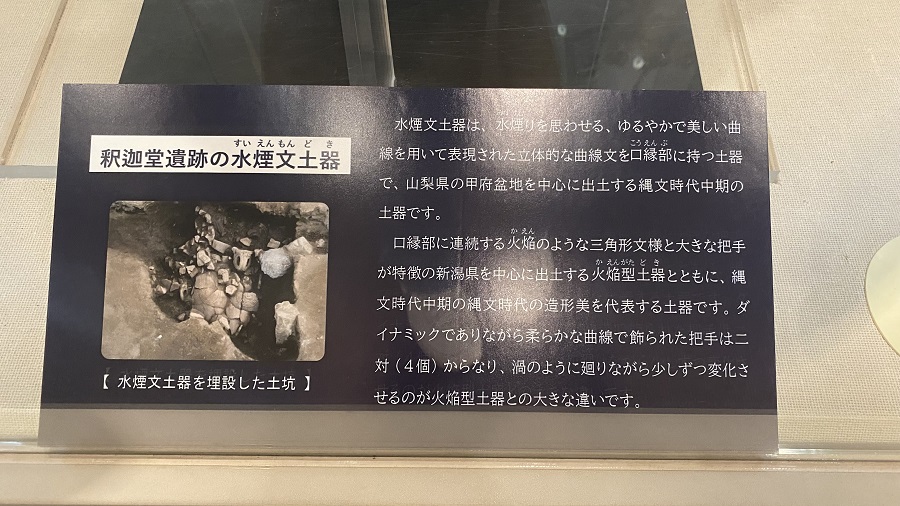 すい えん もん ど き
釈迦堂遺跡の水煙文土器
【 水煙文土器を埋設した土坑 】
水煙文土器は、水煙りを思わせる、ゆるやかで美しい曲
こうえんぶ
線を用いて表現された立体的な曲線文を口縁部に持つ土器
で、山梨県の甲府盆地を中心に出土する縄文時代中期の
土器です。
かえん
口縁部に連続する火焔のような三角形文様と大きな把手
かえんがたどき
が特徴の新潟県を中心に出土する火焔型土器とともに、縄
文時代中期の縄文時代の造形美を代表する土器です。ダ
イナミックでありながら柔らかな曲線で飾られた把手は二
対（４個）からなり、渦のように廻りながら少しずつ変化さ
せるのが火焔型土器との大きな違いです。